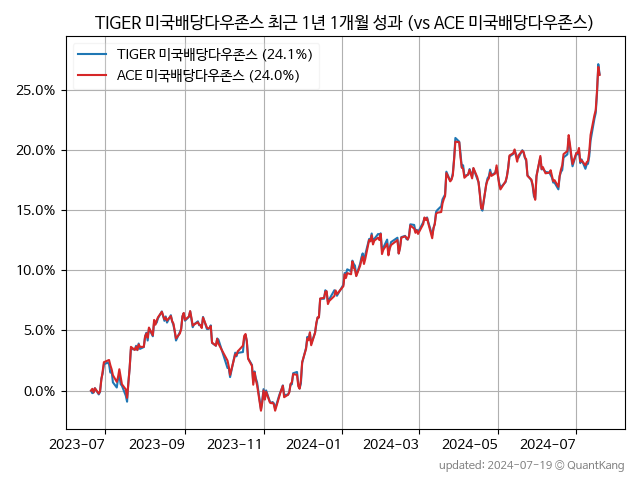 TIGER 미국배당다우존스 최근 1년 1개월 성과 (vs ACE 미국배당다우존스)
TIGER 미국배당다우존스 (24.1%)
ACE 미국배당다우존스 (24.0%)
25.0%
20.0%
15.0%
10.0%
5.0%
0.0%
2023-07 2023-09 2023-11 2024-01 2024-03 2024-05 2024-07
updated: 2024-07-19 © QuantKang